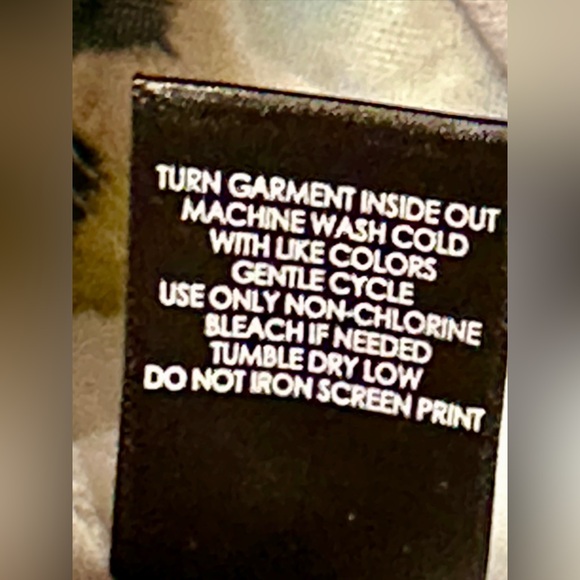 TURN GARMENT INSIDE OUT
MACHINE WASH COLD
WITH LIKE COLORS
GENTLE CYCLE
USE ONLY NON-CHLORINE
BLEACH IF NEEDED
TUMBLE DRY LOW
DO NOT IRON SCREEN PRINT